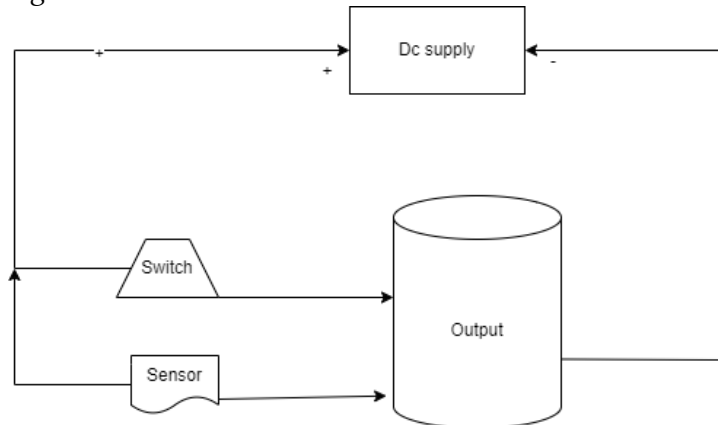 g
+
Dc supply
+
-
Switch
Output
Sensor